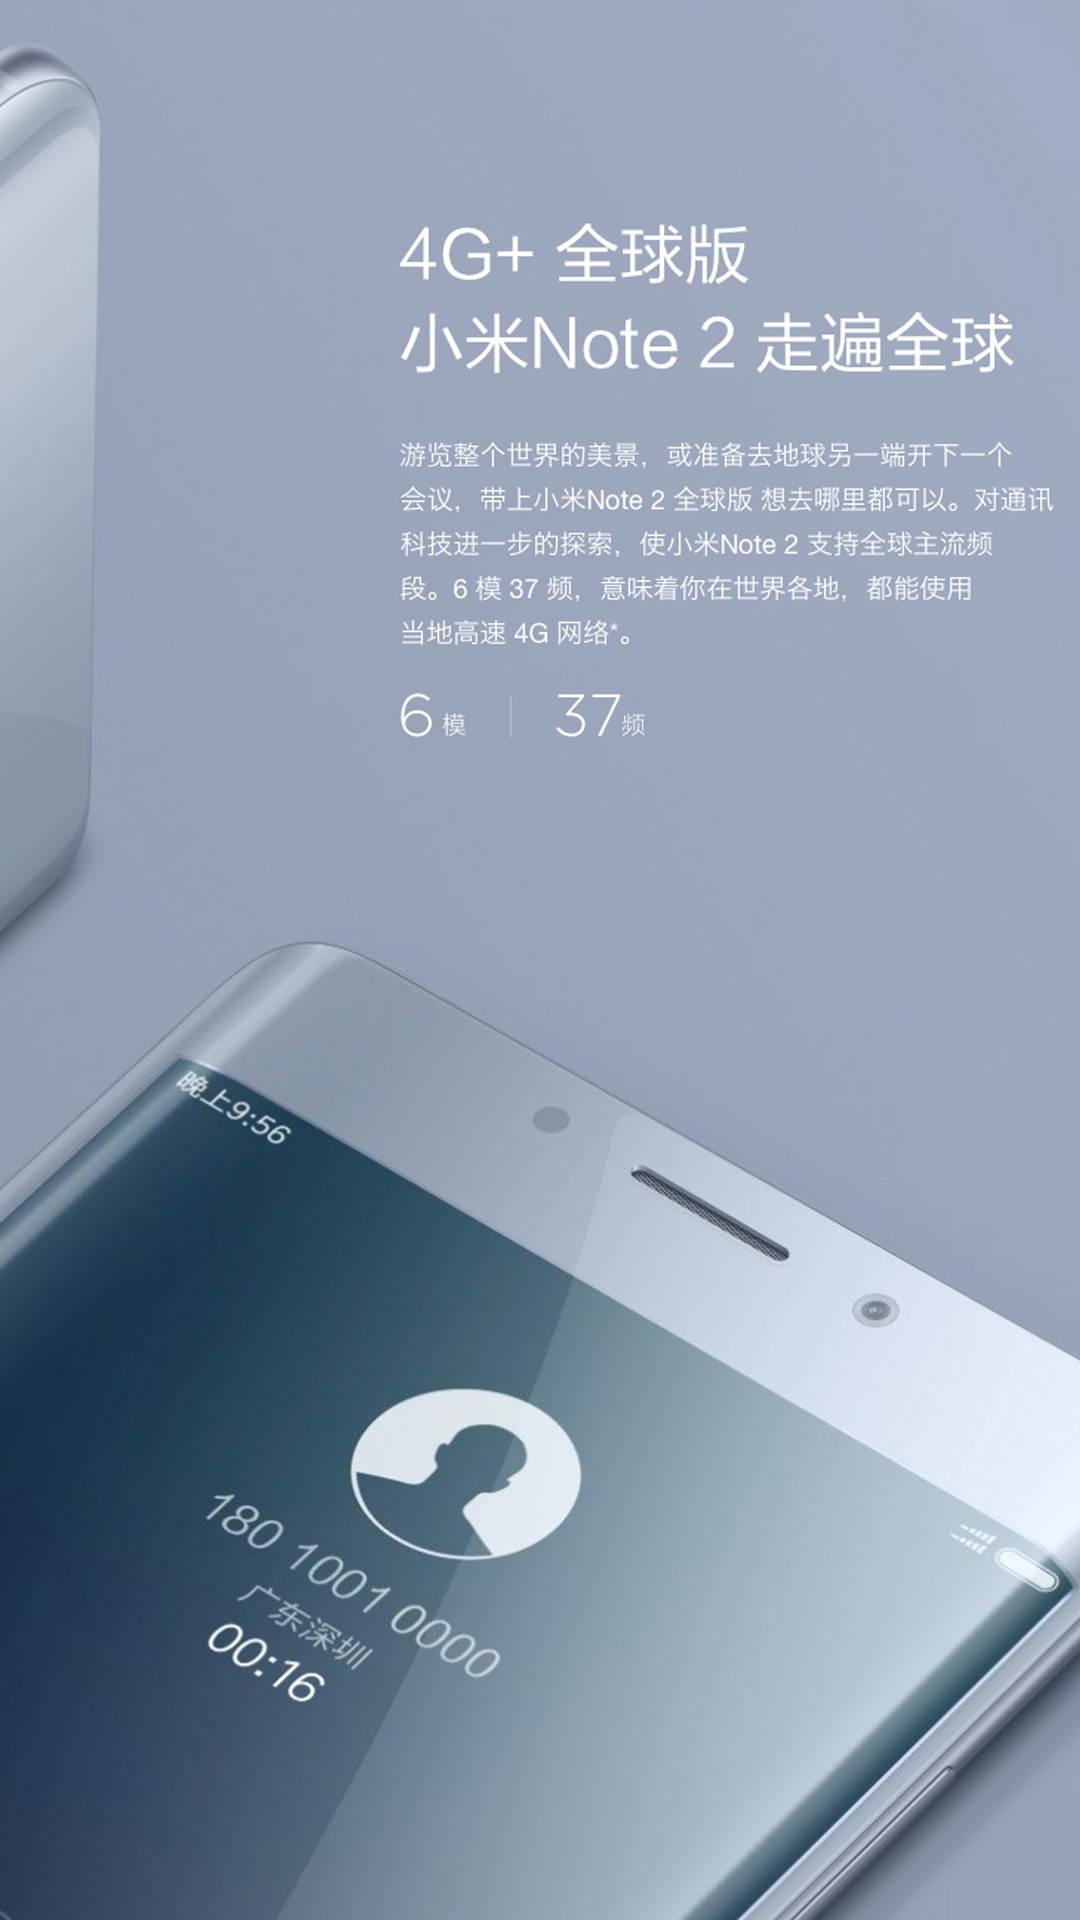 4G+ 全球版
小米Note 2 走遍全球
游览整个世界的美景，或准备去地球另一端开下一个
会议，带上小米Note 2 全球版 想去哪里都可以。对通讯
科技进一步的探索，使小米Note 2 支持全球主流频
段。6 模 37 频，意味着你在世界各地，都能使用
当地高速 4G 网络*。
6 模 | 37 频
晚上9:56
180 1001 0000
广东深圳
00:16